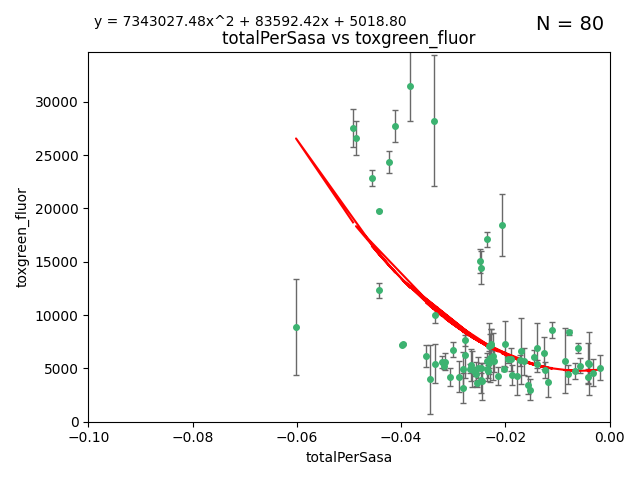 y = 7343027.48x^2 + 83592.42x + 5018.80
N = 80
totalPerSasa vs toxgreen_fluor
toxgreen_fluor
30000
25000
20000
15000
10000
5000
0
−0.10
−0.08
−0.06
−0.04
−0.02
0.00
totalPerSasa